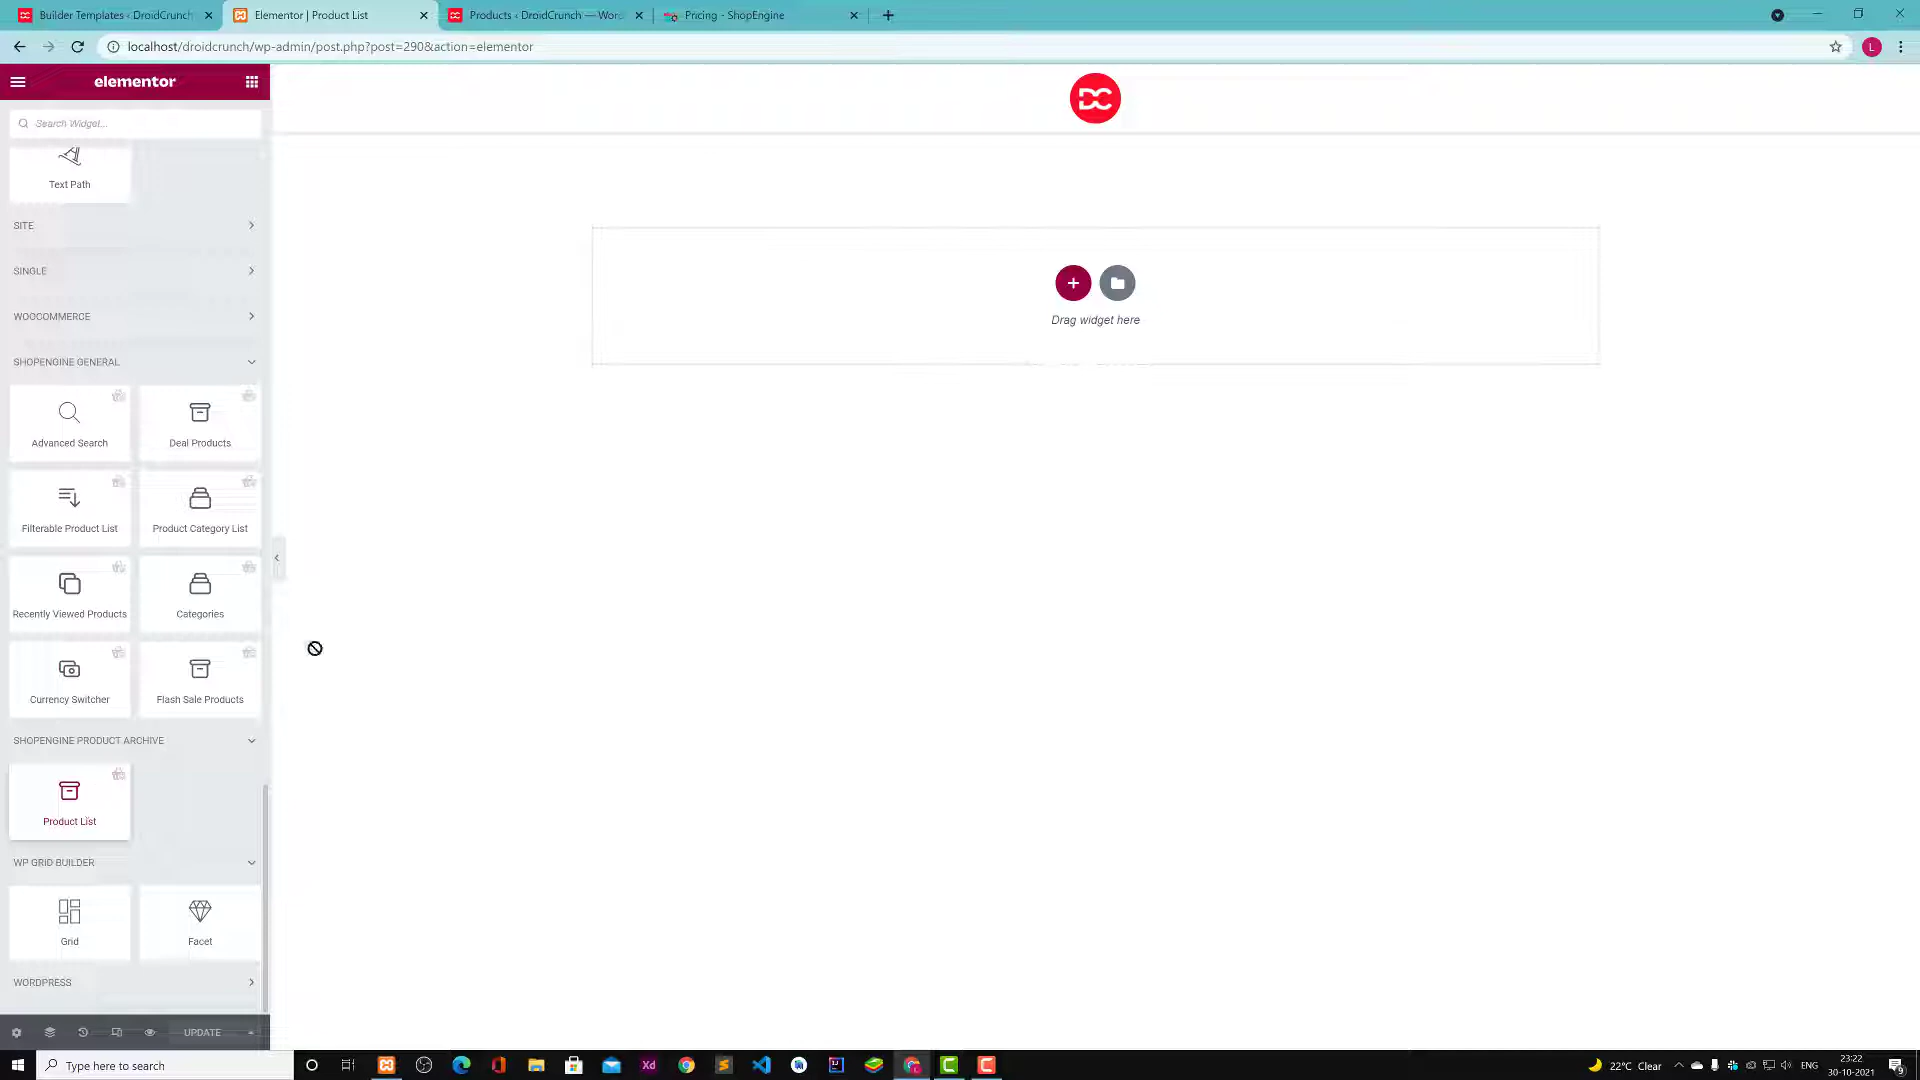 Builder Templates ‹ DroidCrunch
Elementor | Product List
Products ‹ DroidCrunch — Wor
Pricing - ShopEngine
localhost/droidcrunch/wp-admin/post.php?post=290&action=elementor
L
elementor
DC
Search Widget...
Text Path
SITE
SINGLE
WOOCOMMERCE
Drag widget here
SHOPENGINE GENERAL
Advanced Search
Deal Products
Filterable Product List
Product Category List
Recently Viewed Products
Categories
Currency Switcher
Flash Sale Products
SHOPENGINE PRODUCT ARCHIVE
Product List
WP GRID BUILDER
Grid
Facet
WORDPRESS
UPDATE
Type here to search
Xd
22°C Clear
ENG
23:22
30-10-2021